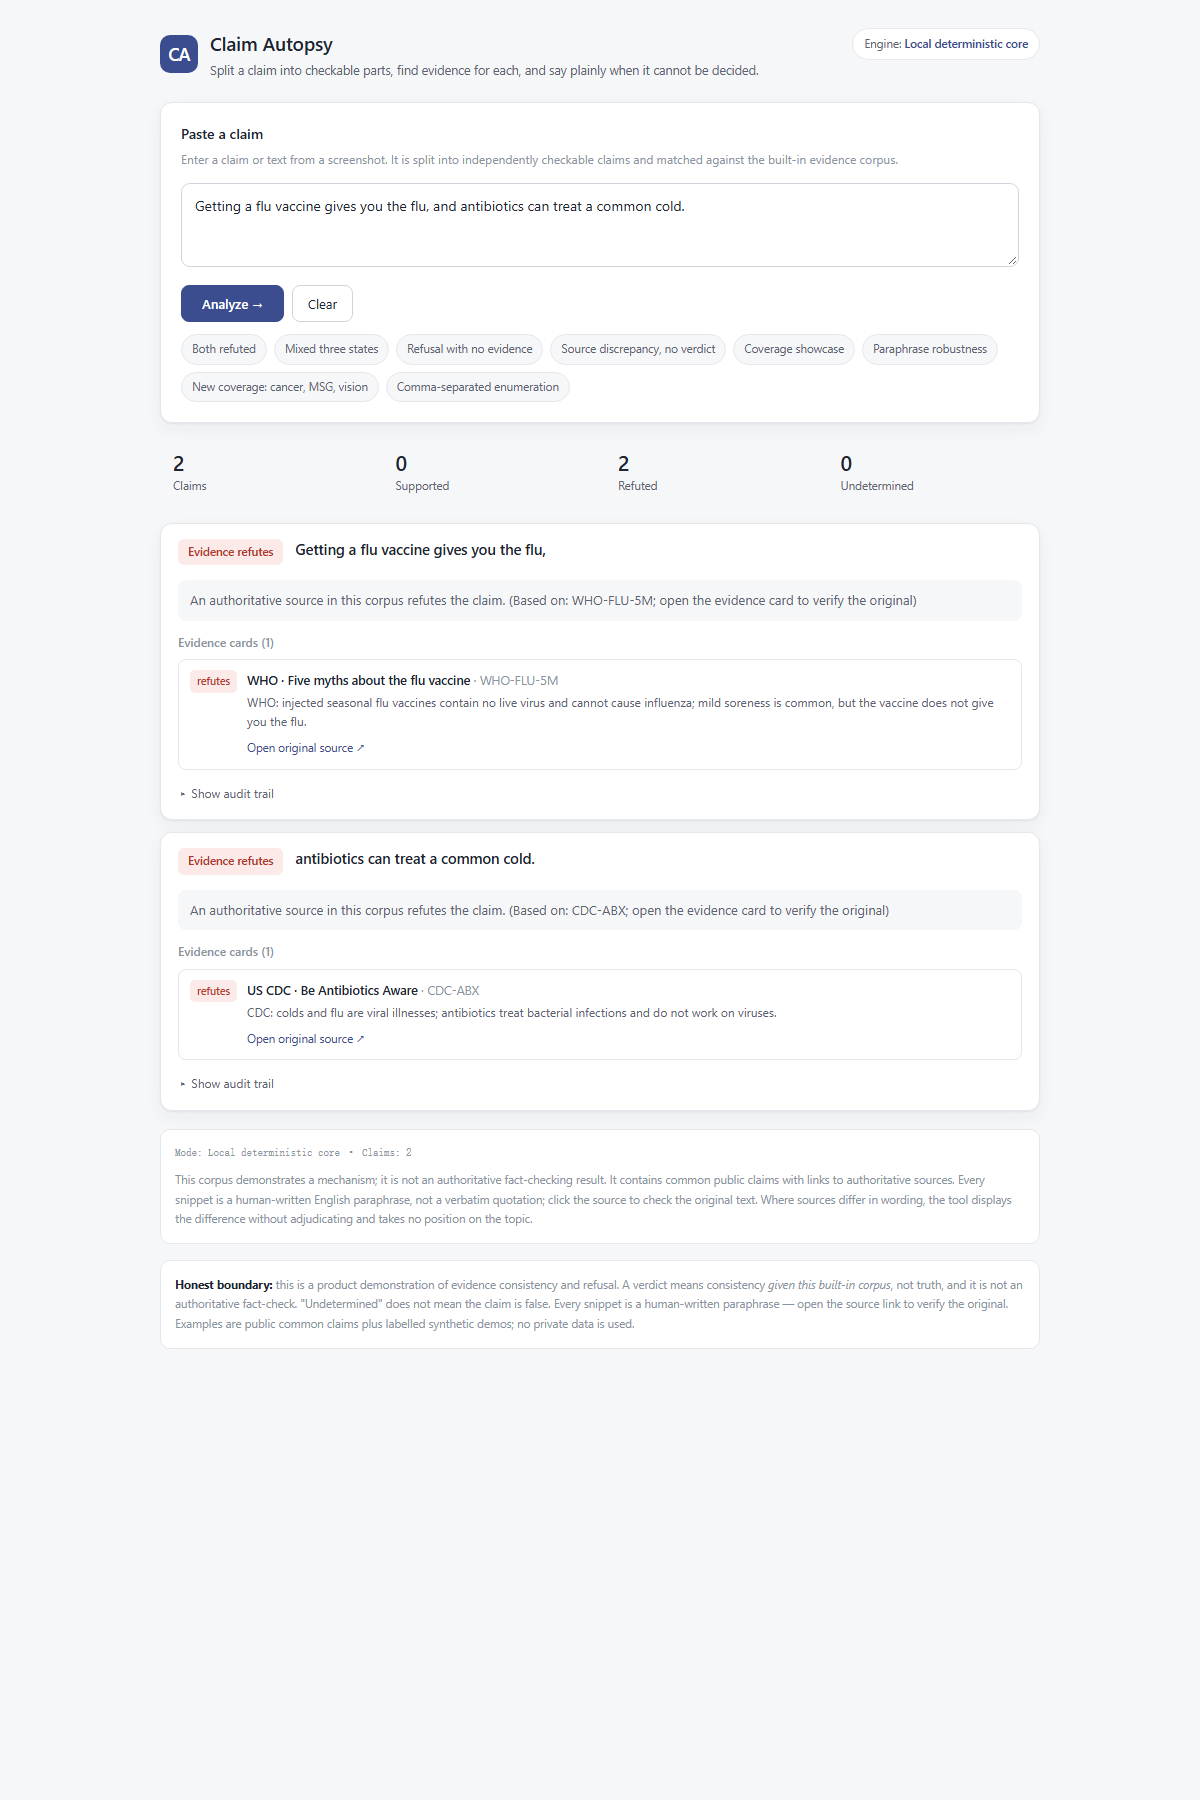 CA
Claim Autopsy
Split a claim into checkable parts, find evidence for each, and say plainly when it cannot be decided.
Engine: Local deterministic core
Paste a claim
Enter a claim or text from a screenshot. It is split into independently checkable claims and matched against the built-in evidence corpus.
Getting a flu vaccine gives you the flu, and antibiotics can treat a common cold.
Analyze →
Clear
Both refuted
Mixed three states
Refusal with no evidence
Source discrepancy, no verdict
Coverage showcase
Paraphrase robustness
New coverage: cancer, MSG, vision
Comma-separated enumeration
2
Claims
0
Supported
2
Refuted
0
Undetermined
Evidence refutes Getting a flu vaccine gives you the flu,
An authoritative source in this corpus refutes the claim. (Based on: WHO-FLU-5M; open the evidence card to verify the original)
Evidence cards (1)
refutes WHO · Five myths about the flu vaccine · WHO-FLU-5M
WHO: injected seasonal flu vaccines contain no live virus and cannot cause influenza; mild soreness is common, but the vaccine does not give
you the flu.
Open original source ↗
▸ Show audit trail
Evidence refutes antibiotics can treat a common cold.
An authoritative source in this corpus refutes the claim. (Based on: CDC-ABX; open the evidence card to verify the original)
Evidence cards (1)
refutes US CDC · Be Antibiotics Aware · CDC-ABX
CDC: colds and flu are viral illnesses; antibiotics treat bacterial infections and do not work on viruses.
Open original source ↗
▸ Show audit trail
Mode: Local deterministic core • Claims: 2
This corpus demonstrates a mechanism; it is not an authoritative fact-checking result. It contains common public claims with links to authoritative sources. Every
snippet is a human-written English paraphrase, not a verbatim quotation; click the source to check the original text. Where sources differ in wording, the tool displays
the difference without adjudicating and takes no position on the topic.
Honest boundary: this is a product demonstration of evidence consistency and refusal. A verdict means consistency given this built-in corpus, not truth, and it is not an
authoritative fact-check. "Undetermined" does not mean the claim is false. Every snippet is a human-written paraphrase — open the source link to verify the original.
Examples are public common claims plus labelled synthetic demos; no private data is used.